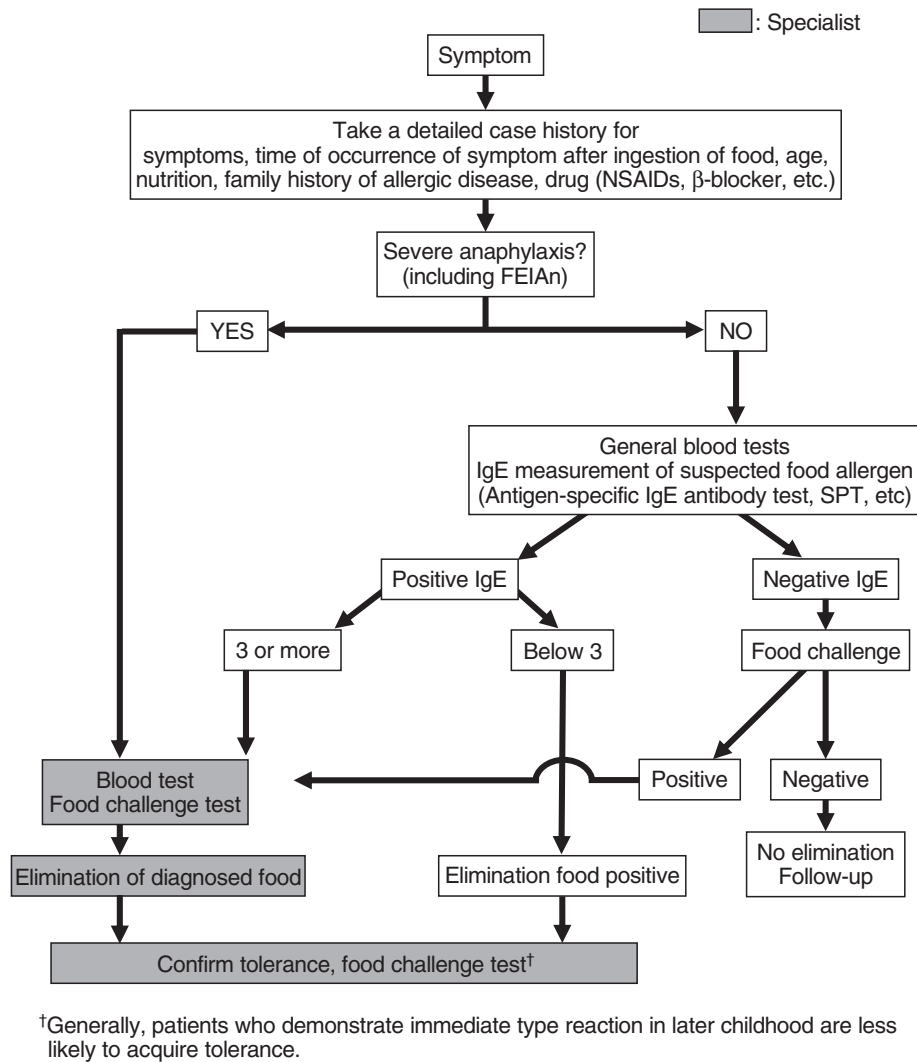 : Specialist
Symptom
Take a detailed case history for
symptoms, time of occurrence of symptom after ingestion of food, age,
nutrition, family history of allergic disease, drug (NSAIDs, β-blocker, etc.)
Severe anaphylaxis?
(including FEIAn)
YES
NO
General blood tests
IgE measurement of suspected food allergen
(Antigen-specific IgE antibody test, SPT, etc)
Positive IgE
Negative IgE
3 or more
Below 3
Food challenge
Blood test
Food challenge test
Positive
Negative
Elimination of diagnosed food
Elimination food positive
No elimination
Follow-up
Confirm tolerance, food challenge test†
†Generally, patients who demonstrate immediate type reaction in later childhood are less
likely to acquire tolerance.